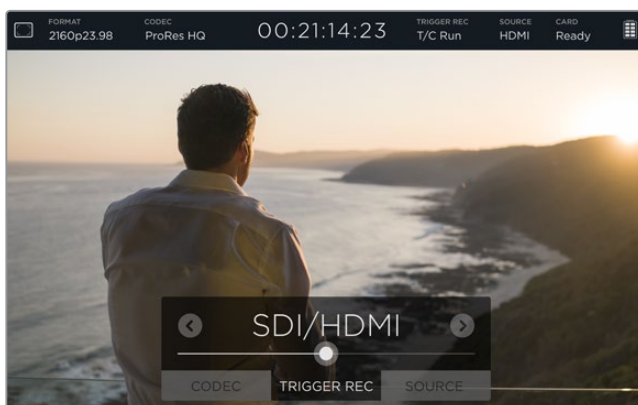 FORMAT CODEC TRIGGER REC SOURCE CARD
2160p23.98 ProRes HQ 00:21:14:23 T/C Run HDMI Ready
SDI/HDMI
CODEC TRIGGER REC SOURCE